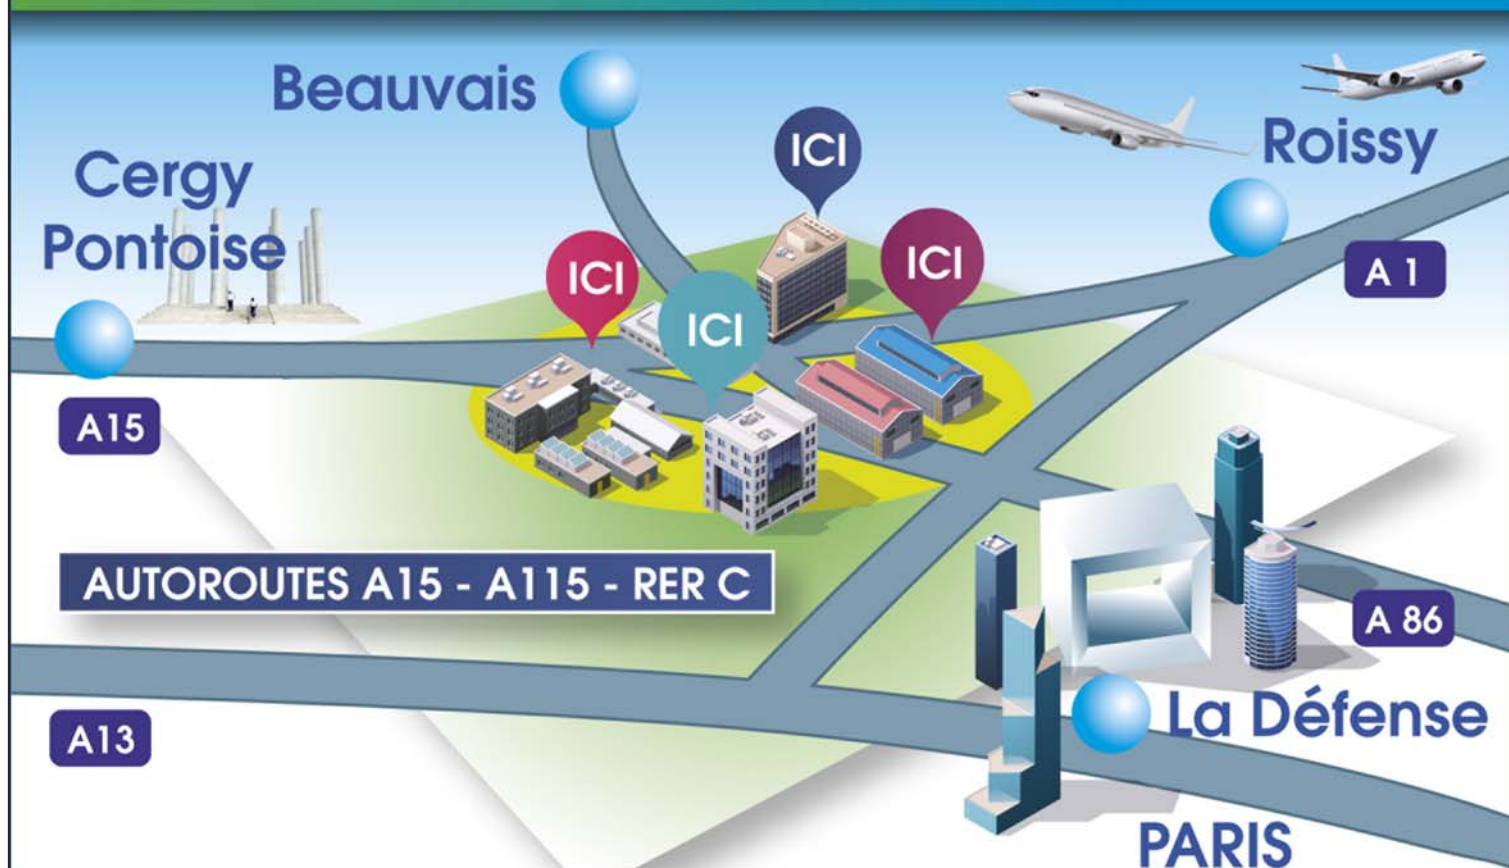 Beauvais
ICI
Roissy
Cergy
Pontoise
ICI
ICI
ICI
A 1
A15
AUTOROUTES A15 - A115 - RER C
A 86
La Défense
A13
PARIS